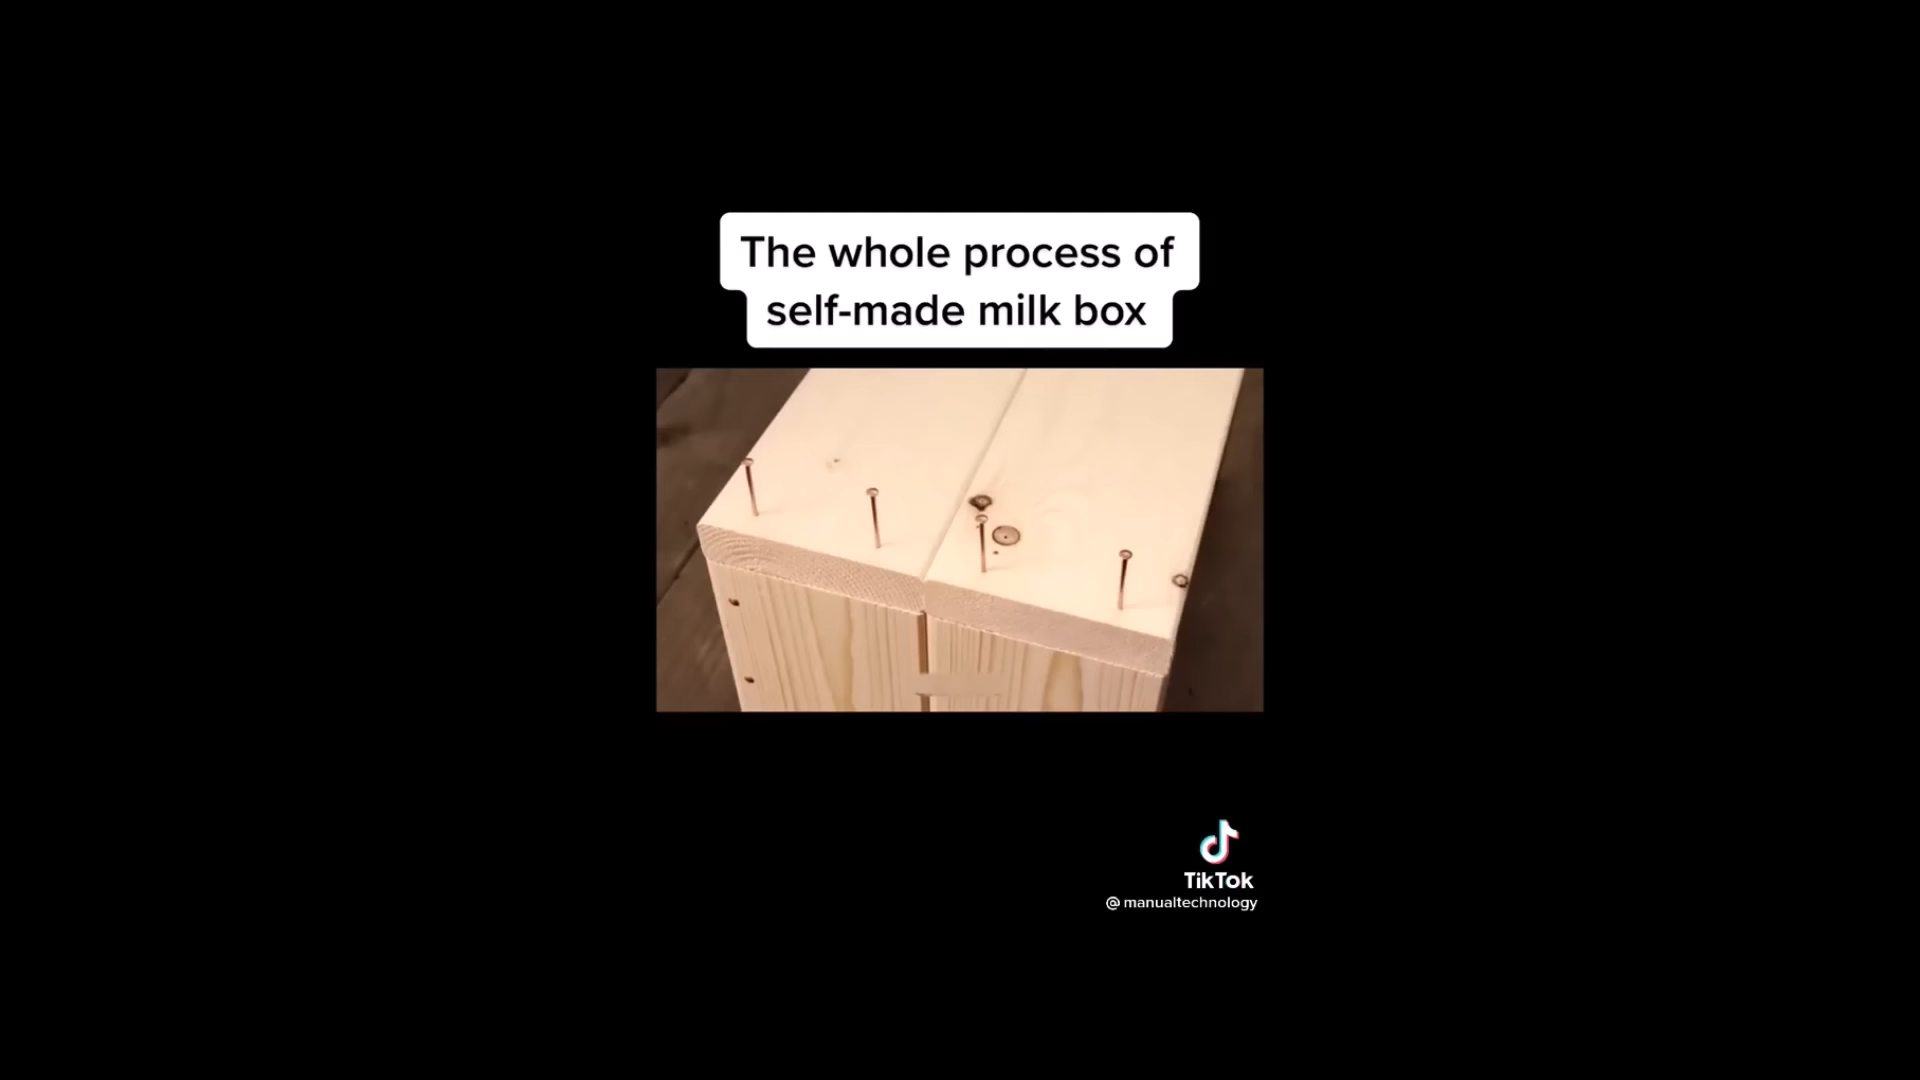 The whole process of
self-made milk box
TikTok
@manualtechnology